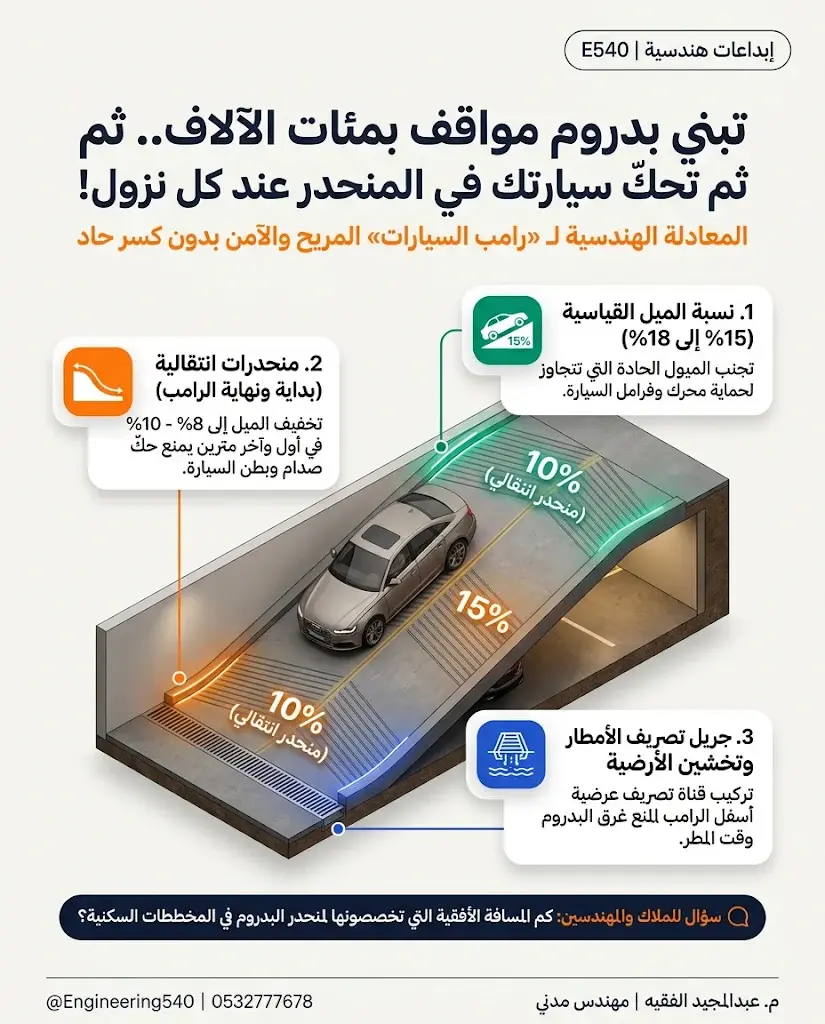 إبداعات هندسية | E540
تبني بدروم مواقف بمئات الآلاف.. ثم
ثم تحكّ سيارتك في المنحدر عند كل نزول!
المعادلة الهندسية لـ «رامب السيارات» المريح والآمن بدون كسر حاد
1. نسبة الميل القياسية
(15% إلى 18%)
تجنب الميول الحادة التي تتجاوز
لحماية محرك وفرامل السيارة.
15%
2. منحدرات انتقالية
(بداية ونهاية الرامب)
تخفيف الميل إلى 8% - 10%
في أول وآخر مترين يمنع حكّ
صدام وبطن السيارة.
10%
(منحدر انتقالي)
15%
10%
(منحدر انتقالي)
3. جريل تصريف الأمطار
وتخشين الأرضية
تركيب قناة تصريف عرضية
أسفل الرامب لمنع غرق البدروم
وقت المطر.
سؤال للملاك والمهندسين: كم المسافة الأفقية التي تخصصونها لمنحدر البدروم في المخططات السكنية؟
م. عبدالمجيد الفقيه | مهندس مدني
@Engineering540 | 0532777678